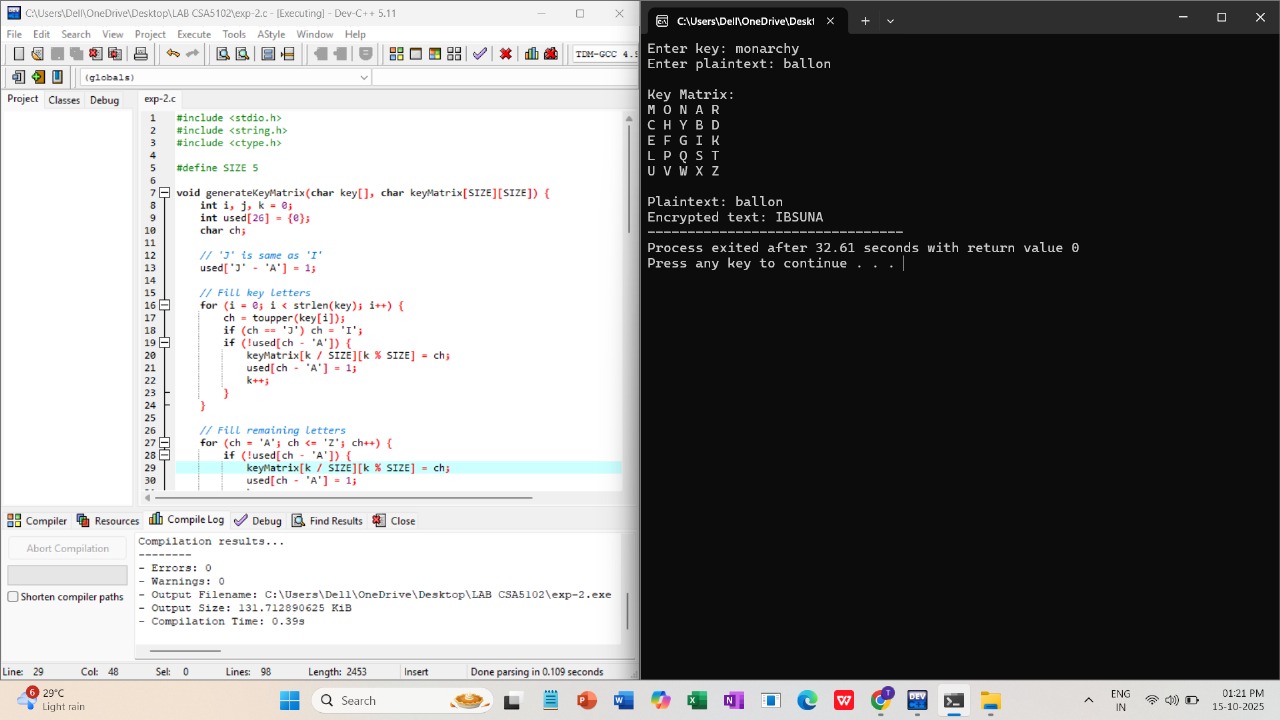 C:\Users\Dell\OneDrive\Desktop\LAB CSA5102\exp-2.c - [Executing] - Dev-C++ 5.11
File Edit Search View Project Execute Tools AStyle Window Help
TDM-GCC 4.9
(globals)
Project Classes Debug
exp-2.c
1 #include <stdio.h>
2 #include <string.h>
3 #include <ctype.h>
4
5 #define SIZE 5
6
7 void generateKeyMatrix(char key[], char keyMatrix[SIZE][SIZE]) {
8 int i, j, k = 0;
9 int used[26] = {0};
10 char ch;
11
12 // 'J' is same as 'I'
13 used['J' - 'A'] = 1;
14
15 // Fill key letters
16 for (i = 0; i < strlen(key); i++) {
17 ch = toupper(key[i]);
18 if (ch == 'J') ch = 'I';
19 if (!used[ch - 'A']) {
20 keyMatrix[k / SIZE][k % SIZE] = ch;
21 used[ch - 'A'] = 1;
22 k++;
23 }
24 }
25
26 // Fill remaining letters
27 for (ch = 'A'; ch <= 'Z'; ch++) {
28 if (!used[ch - 'A']) {
29 keyMatrix[k / SIZE][k % SIZE] = ch;
30 used[ch - 'A'] = 1;
Compiler Resources Compile Log Debug Find Results Close
Abort Compilation
Shorten compiler paths
Compilation results...
--------
- Errors: 0
- Warnings: 0
- Output Filename: C:\Users\Dell\OneDrive\Desktop\LAB CSA5102\exp-2.exe
- Output Size: 131.712890625 KiB
- Compilation Time: 0.39s
Line: 29 Col: 48 Sel: 0 Lines: 98 Length: 2453 Insert Done parsing in 0.109 seconds
C:\Users\Dell\OneDrive\Deskt
Enter key: monarchy
Enter plaintext: ballon
Key Matrix:
M O N A R
C H Y B D
E F G I K
L P Q S T
U V W X Z
Plaintext: ballon
Encrypted text: IBSUNA
--------------------------------
Process exited after 32.61 seconds with return value 0
Press any key to continue . . .
6
29°C
Light rain
Search
T
DEV
ENG
IN
01:21 PM
15-10-2025